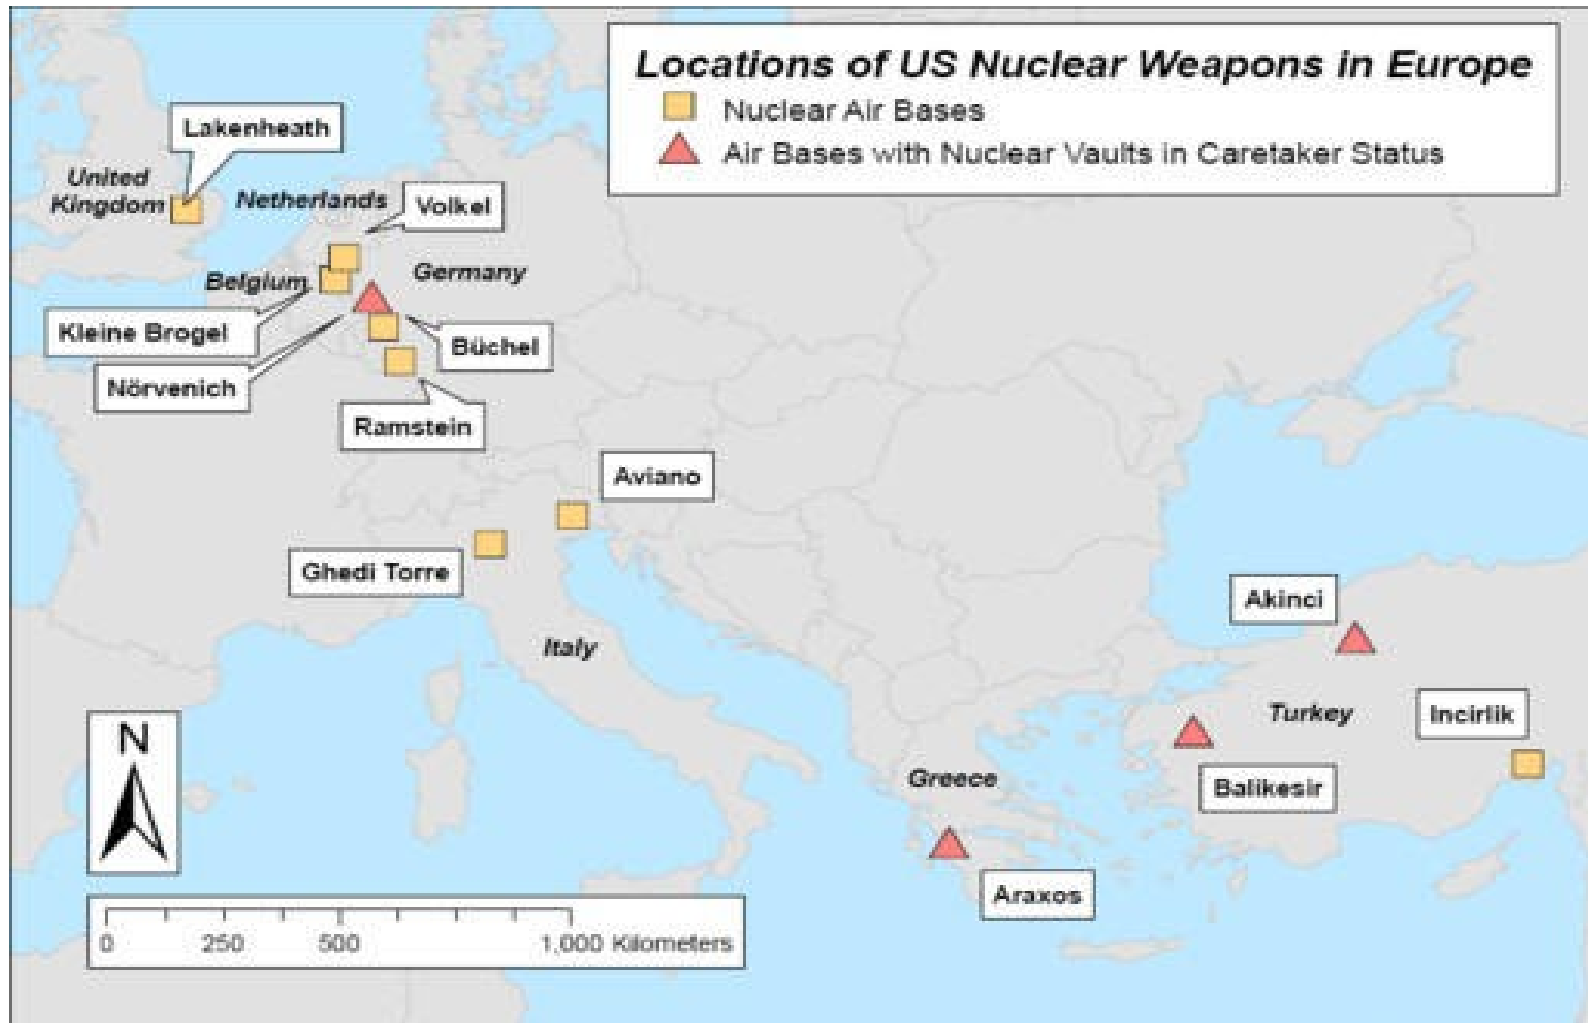 Locations of US Nuclear Weapons in Europe
Nuclear Air Bases
Air Bases with Nuclear Vaults in Caretaker Status
Lakenheath
United
Kingdom
Netherlands
Volkel
Belgium
Germany
Kleine Brogel
Büchel
Nörvenich
Ramstein
Aviano
Ghedi Torre
Italy
Akinci
Turkey
Incirlik
Balikesir
Greece
Araxos
N
0 250 500 1,000 Kilometers